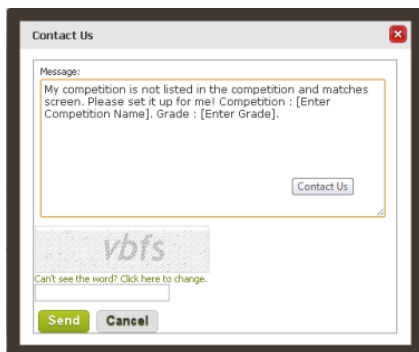 Contact Us
Message:
My competition is not listed in the competition and matches
screen. Please set it up for me! Competition : [Enter
Competition Name]. Grade : [Enter Grade].
Contact Us
vbfs
Can't see the word? Click here to change.
Send Cancel